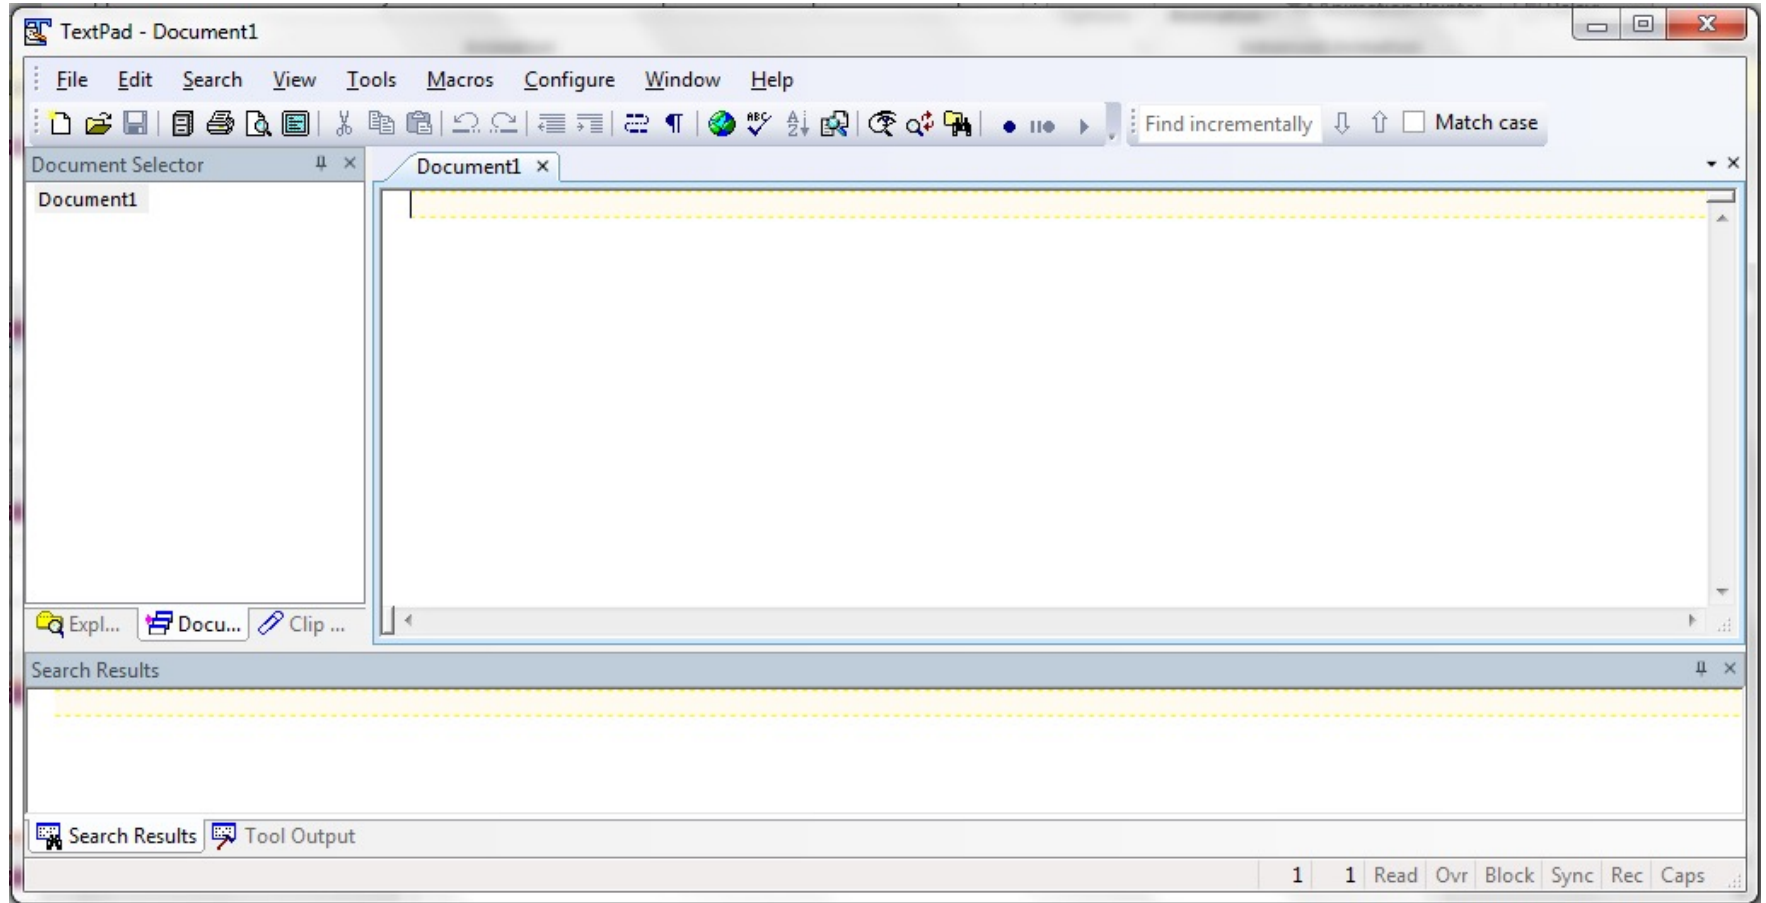 TextPad - Document1
File Edit Search View Tools Macros Configure Window Help
ABC Find incrementally Match case
Document Selector
Document1 
Document1
Expl... Docu... Clip ...
Search Results
Search Results Tool Output
1 1 Read Ovr Block Sync Rec Caps